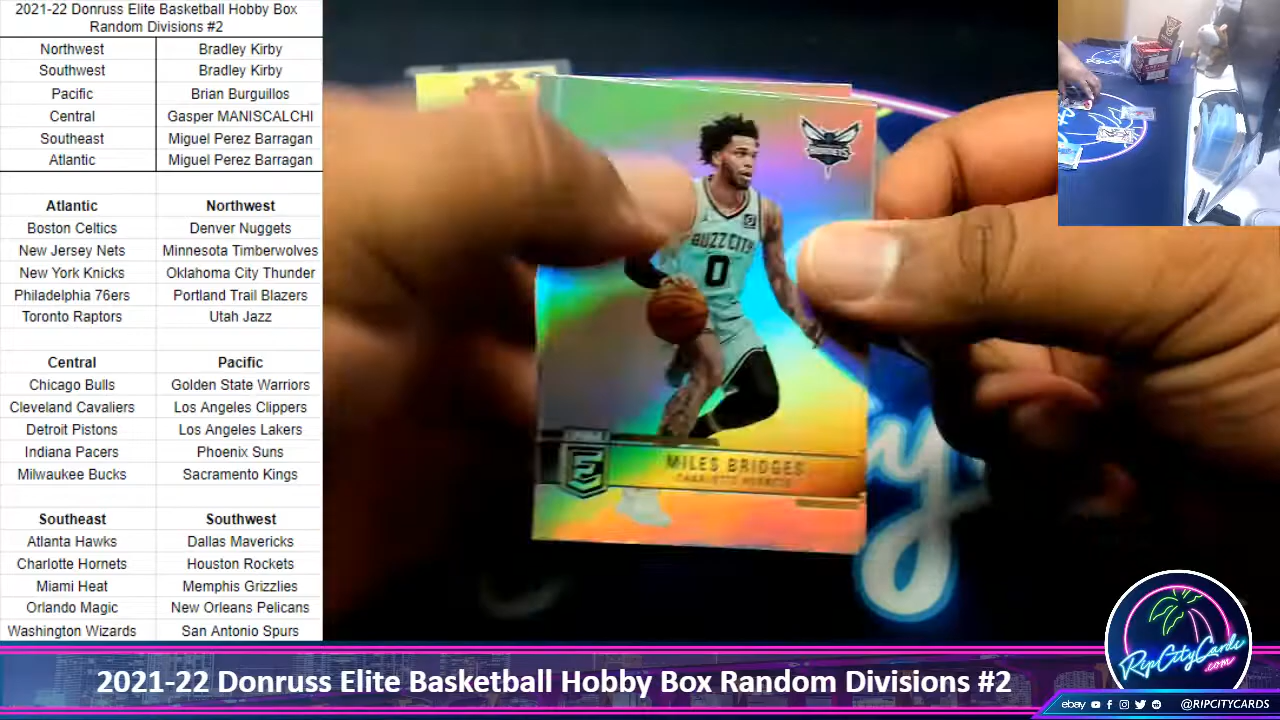 2021-22 Donruss Elite Basketball Hobby Box
Random Divisions #2
Northwest Bradley Kirby
Southwest Bradley Kirby
Pacific Brian Burguillos
Central Gasper MANISCALCHI
Southeast Miguel Perez Barragan
Atlantic Miguel Perez Barragan
Atlantic Northwest
Boston Celtics Denver Nuggets
New Jersey Nets Minnesota Timberwolves
New York Knicks Oklahoma City Thunder
Philadelphia 76ers Portland Trail Blazers
Toronto Raptors Utah Jazz
Central Pacific
Chicago Bulls Golden State Warriors
Cleveland Cavaliers Los Angeles Clippers
Detroit Pistons Los Angeles Lakers
Indiana Pacers Phoenix Suns
Milwaukee Bucks Sacramento Kings
Southeast Southwest
Atlanta Hawks Dallas Mavericks
Charlotte Hornets Houston Rockets
Miami Heat Memphis Grizzlies
Orlando Magic New Orleans Pelicans
Washington Wizards San Antonio Spurs
HORNETS
BUZZ CITY
0
E
MILES BRIDGES
CHARLOTTE HORNETS
y
RipCityCards
.com
2021-22 Donruss Elite Basketball Hobby Box Random Divisions #2
ebay @RIPCITYCARDS